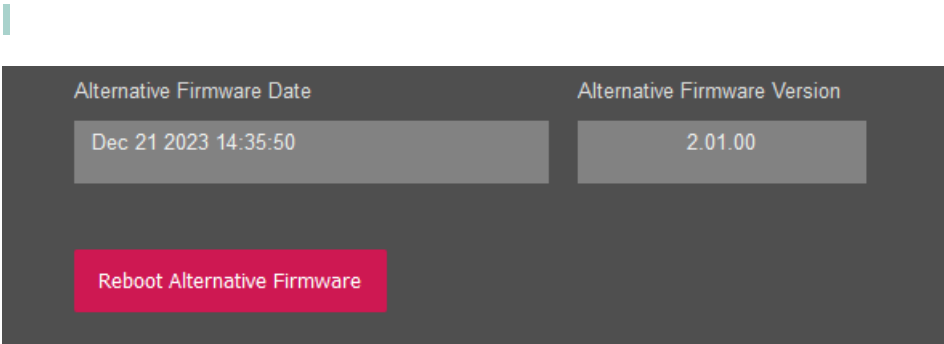 Alternative Firmware Date
Alternative Firmware Version
Dec 21 2023 14:35:50
2.01.00
Reboot Alternative Firmware